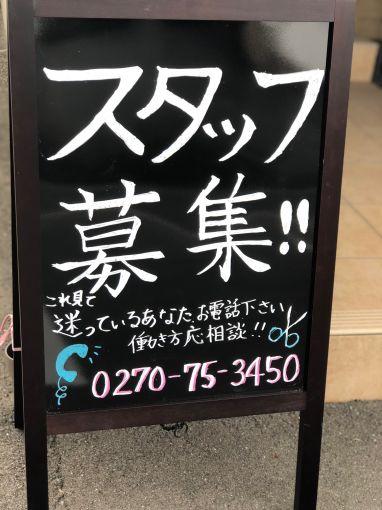 スタッフ
募集!!
これ見て
迷っているあなた、お電話下さい
働き方応相談!!
0270-75-3450